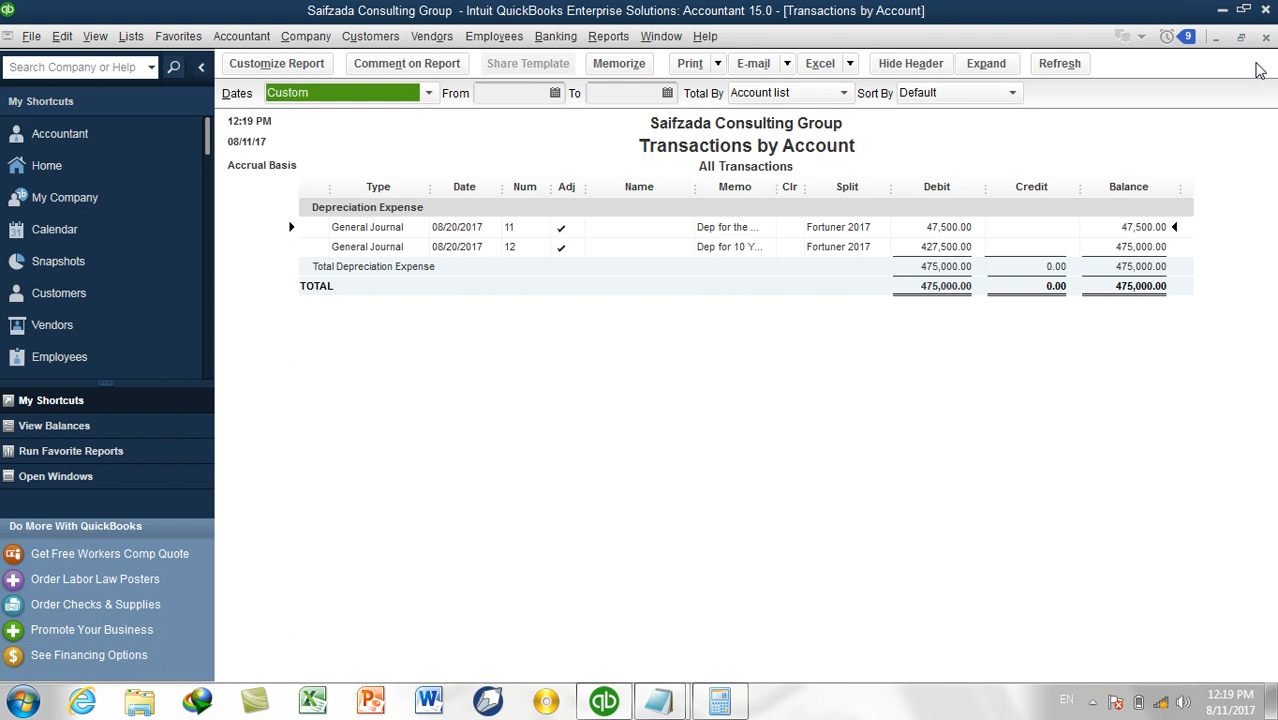 Saifzada Consulting Group - Intuit QuickBooks Enterprise Solutions: Accountant 15.0 - [Transactions by Account]
File Edit View Lists Favorites Accountant Company Customers Vendors Employees Banking Reports Window Help 9
Search Company or Help
Customize Report Comment on Report Share Template Memorize Print E-mail Excel Hide Header Expand Refresh
Dates Custom From To Total By Account list Sort By Default
My Shortcuts
Accountant
Home
My Company
Calendar
Snapshots
Customers
Vendors
Employees
My Shortcuts
View Balances
Run Favorite Reports
Open Windows
Do More With QuickBooks
Get Free Workers Comp Quote
Order Labor Law Posters
Order Checks & Supplies
Promote Your Business
See Financing Options
12:19 PM
08/11/17
Accrual Basis
Saifzada Consulting Group
Transactions by Account
All Transactions
Type Date Num Adj Name Memo Clr Split Debit Credit Balance
Depreciation Expense
General Journal 08/20/2017 11 ✔ Dep for the ... Fortuner 2017 47,500.00 47,500.00
General Journal 08/20/2017 12 ✔ Dep for 10 Y... Fortuner 2017 427,500.00 475,000.00
Total Depreciation Expense 475,000.00 0.00 475,000.00
TOTAL 475,000.00 0.00 475,000.00
EN
12:19 PM
8/11/2017